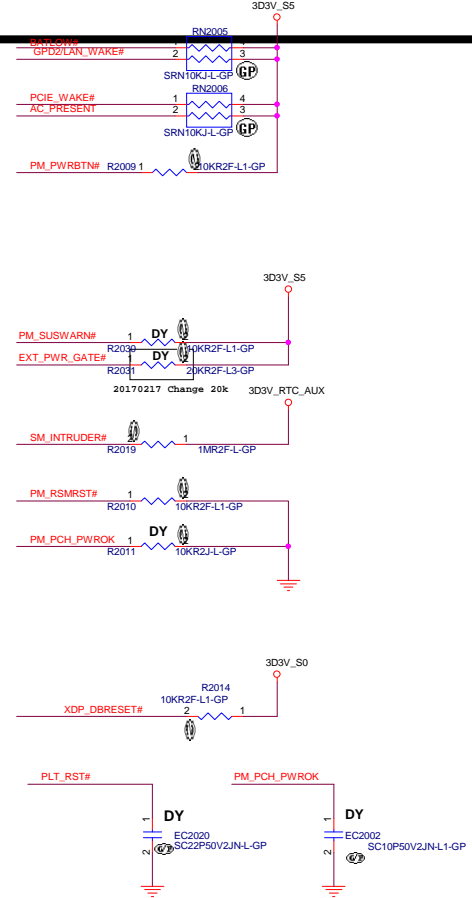 3D3V_S5
RN2005
BATLOW# 1 4
GPD2/LAN_WAKE# 2 3
SRN10KJ-L-GP GP
RN2006
PCIE_WAKE# 1 4
AC_PRESENT 2 3
SRN10KJ-L-GP GP
PM_PWRBTN# R2009 1 10KR2F-L1-GP
3D3V_S5
PM_SUSWARN# 1 DY
R2030 10KR2F-L1-GP
EXT_PWR_GATE# 1 DY
R2031 20KR2F-L3-GP
20170217 Change 20k
3D3V_RTC_AUX
SM_INTRUDER# 2 1
R2019 1MR2F-L-GP
PM_RSMRST# 1 2
R2010 10KR2F-L1-GP
PM_PCH_PWROK 1 DY 2
R2011 10KR2J-L-GP
3D3V_S0
R2014
10KR2F-L1-GP
XDP_DBRESET# 2 1
PLT_RST# PM_PCH_PWROK
1 DY 1 DY
EC2020 EC2002
2 SC22P50V2JN-L-GP 2 SC10P50V2JN-L1-GP